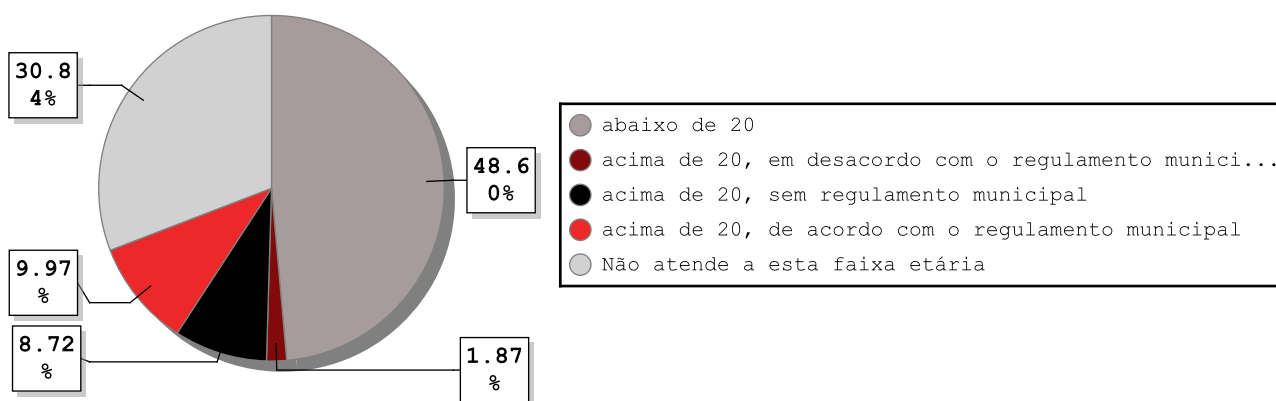 30.8
4%
48.6
0%
9.97
%
8.72
%
1.87
%
abaixo de 20
acima de 20, em desacordo com o regulamento munici...
acima de 20, sem regulamento municipal
acima de 20, de acordo com o regulamento municipal
Não atende a esta faixa etária